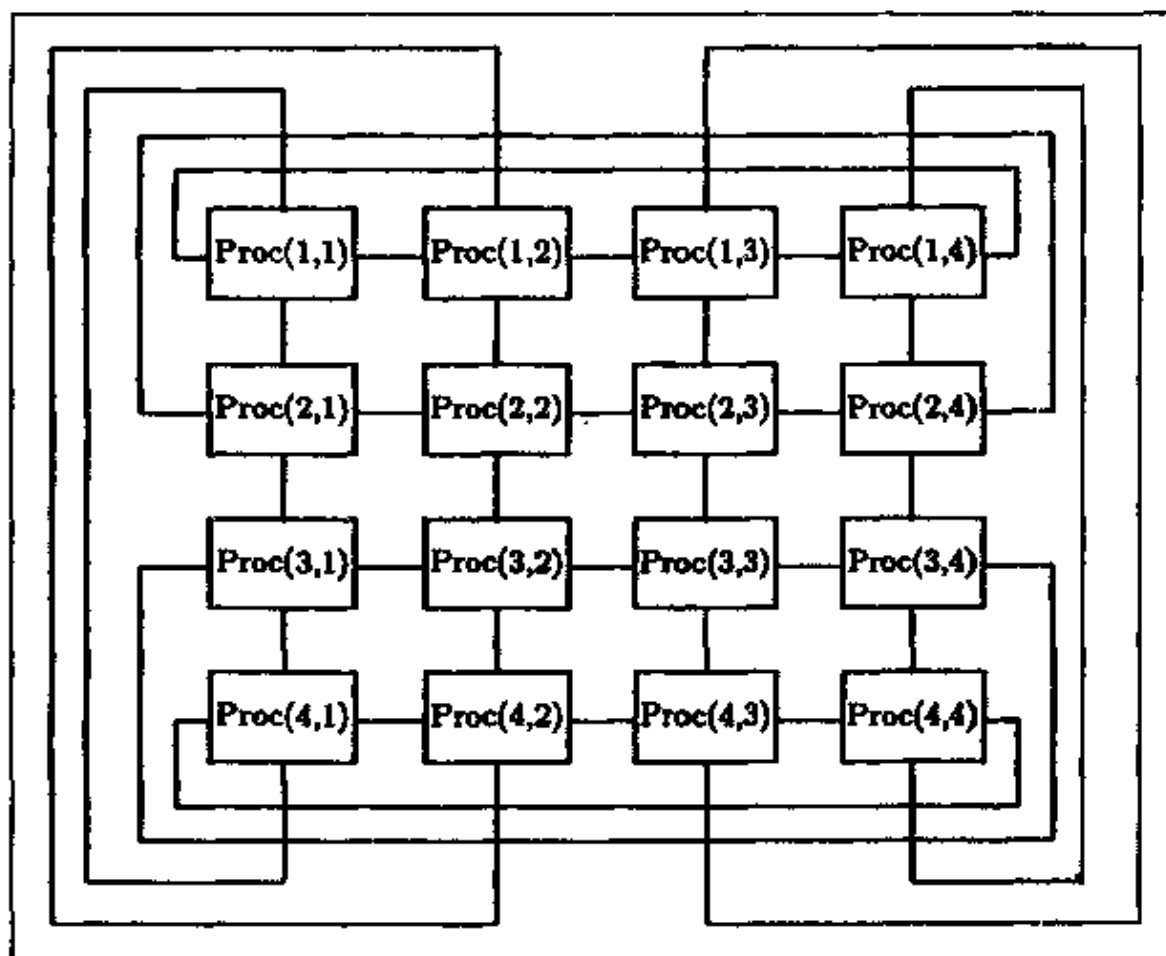 Proc(1,1) Proc(1,2) Proc(1,3) Proc(1,4)
Proc(2,1) Proc(2,2) Proc(2,3) Proc(2,4)
Proc(3,1) Proc(3,2) Proc(3,3) Proc(3,4)
Proc(4,1) Proc(4,2) Proc(4,3) Proc(4,4)